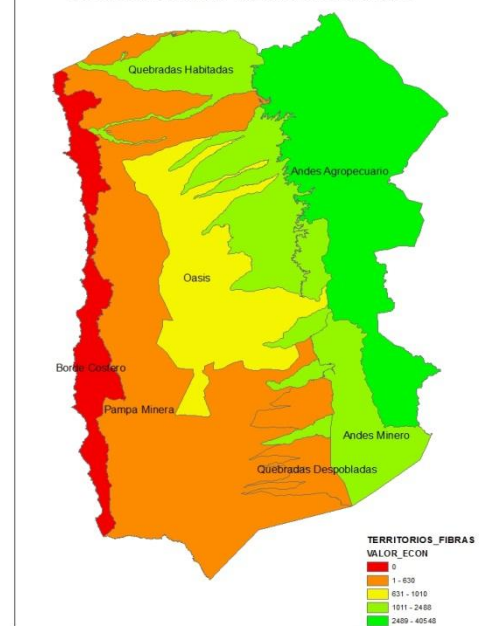 Quebradas Habitadas
Andes Agropecuario
Oasis
Borde Costero
Pampa Minera
Andes Minero
Quebradas Despobladas
TERRITORIOS_FIBRAS
VALOR_ECON
0
1 - 630
631 - 1010
1011 - 2488
2489 - 40548